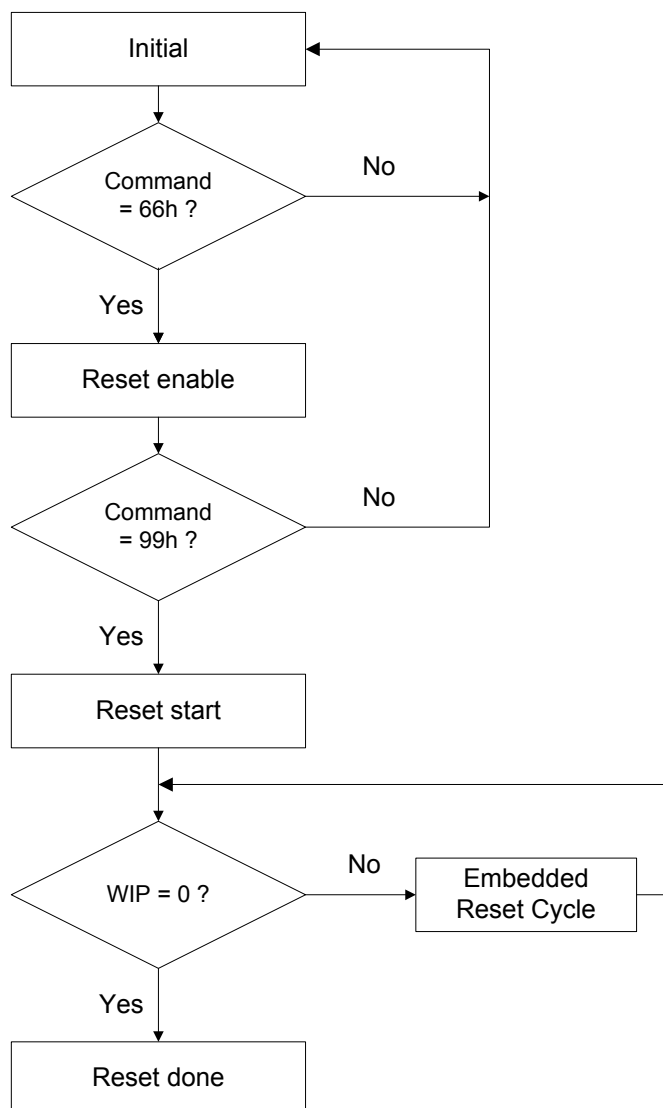 Initial
Command
= 66h ?
No
Yes
Reset enable
Command
= 99h ?
No
Yes
Reset start
WIP = 0 ?
No
Embedded
Reset Cycle
Yes
Reset done